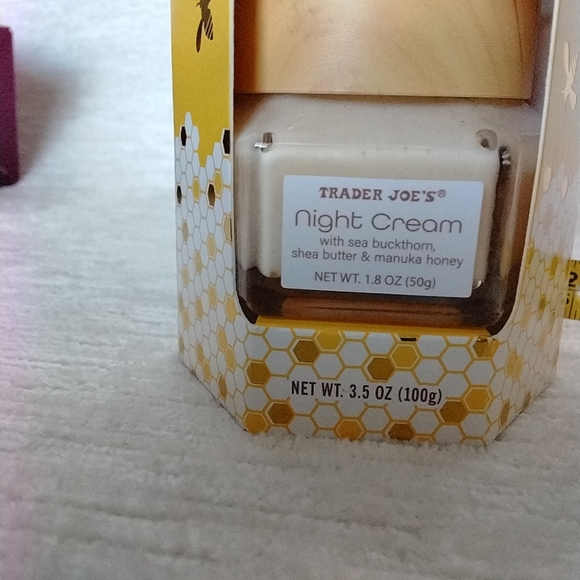 TRADER JOE'S®
Night Cream
with sea buckthorn,
shea butter & manuka honey
NET WT. 1.8 OZ (50g)
2
NET WT. 3.5 OZ (100g)